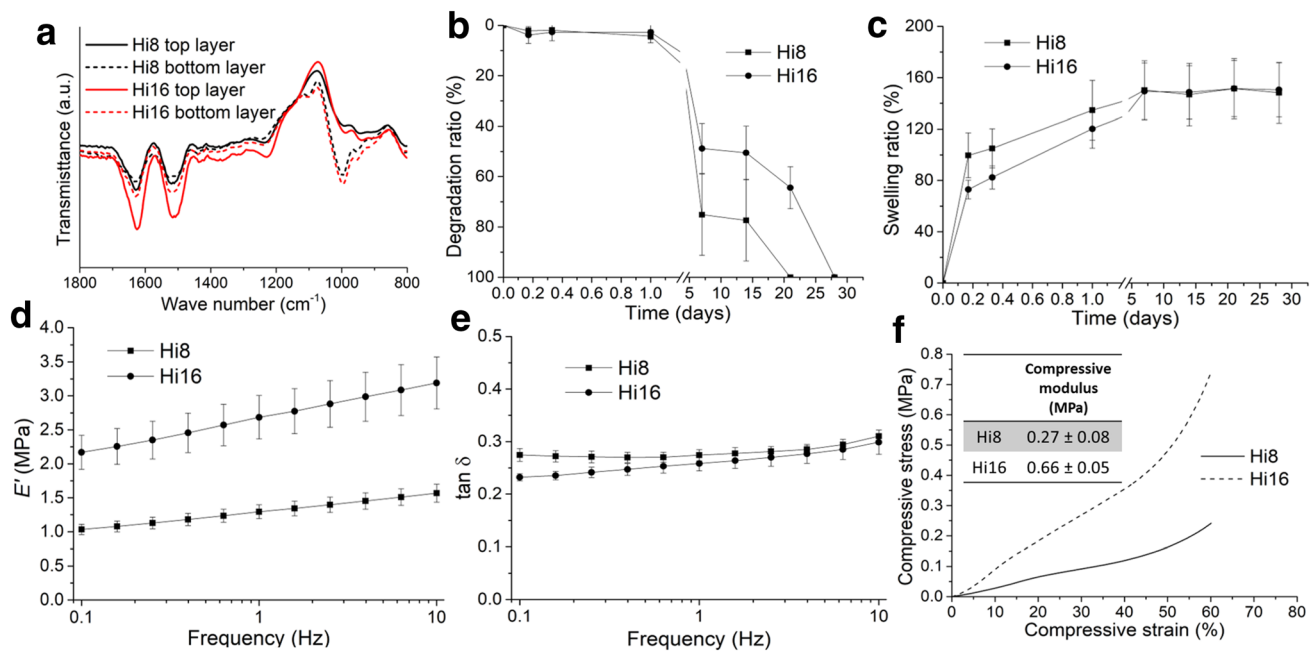 a
Hi8 top layer
Hi8 bottom layer
Hi16 top layer
Hi16 bottom layer
Transmistance (a.u.)
1800 1600 1400 1200 1000 800
Wave number (cm⁻¹)
b
Hi8
Hi16
Degradation ratio (%)
0
20
40
60
80
100
0.0 0.2 0.4 0.6 0.8 1.0 5 10 15 20 25 30
Time (days)
c
Hi8
Hi16
Swelling ratio (%)
200
160
120
80
40
0
0.0 0.2 0.4 0.6 0.8 1.0 5 10 15 20 25 30
Time (days)
d
Hi8
Hi16
E' (MPa)
4.0
3.5
3.0
2.5
2.0
1.5
1.0
0.5
0.0
0.1 1 10
Frequency (Hz)
e
Hi8
Hi16
tan δ
0.5
0.4
0.3
0.2
0.1
0.0
0.1 1 10
Frequency (Hz)
f
Compressive stress (MPa)
0.8
0.7
0.6
0.5
0.4
0.3
0.2
0.1
0.0
Compressive
modulus
(MPa)
Hi8 0.27 ± 0.08
Hi16 0.66 ± 0.05
Hi8
Hi16
0 10 20 30 40 50 60 70 80
Compressive strain (%)